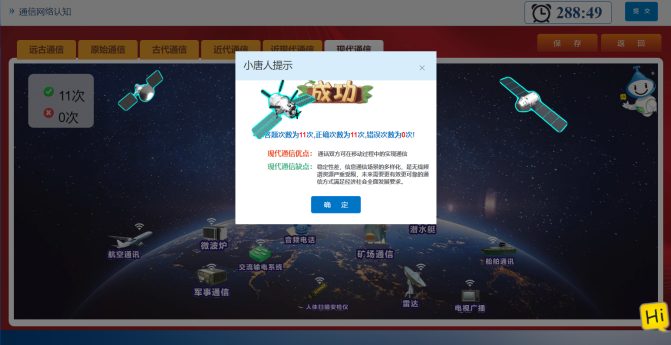 » 通信网络认知
288:49
提 交
远古通信
原始通信
古代通信
近代通信
近现代通信
现代通信
保 存
返 回
小唐人提示
×
成功
11次
0次
答题次数为11次,正确次数为11次,错误次数为0次!
现代通信优点：
通话双方可在移动过程中的实现通信
现代通信缺点：
稳定性差、信息通信场景的多样化，是无线频
谱资源严重受限，未来需要更有效更可靠的通
信方式满足经济社会全面发展要求。
确 定
航空通讯
微波炉
交流输电系统
音频电话
军事通信
人体扫描安检仪
矿场通信
潜水艇
雷达
电视广播
船舶通讯
Hi